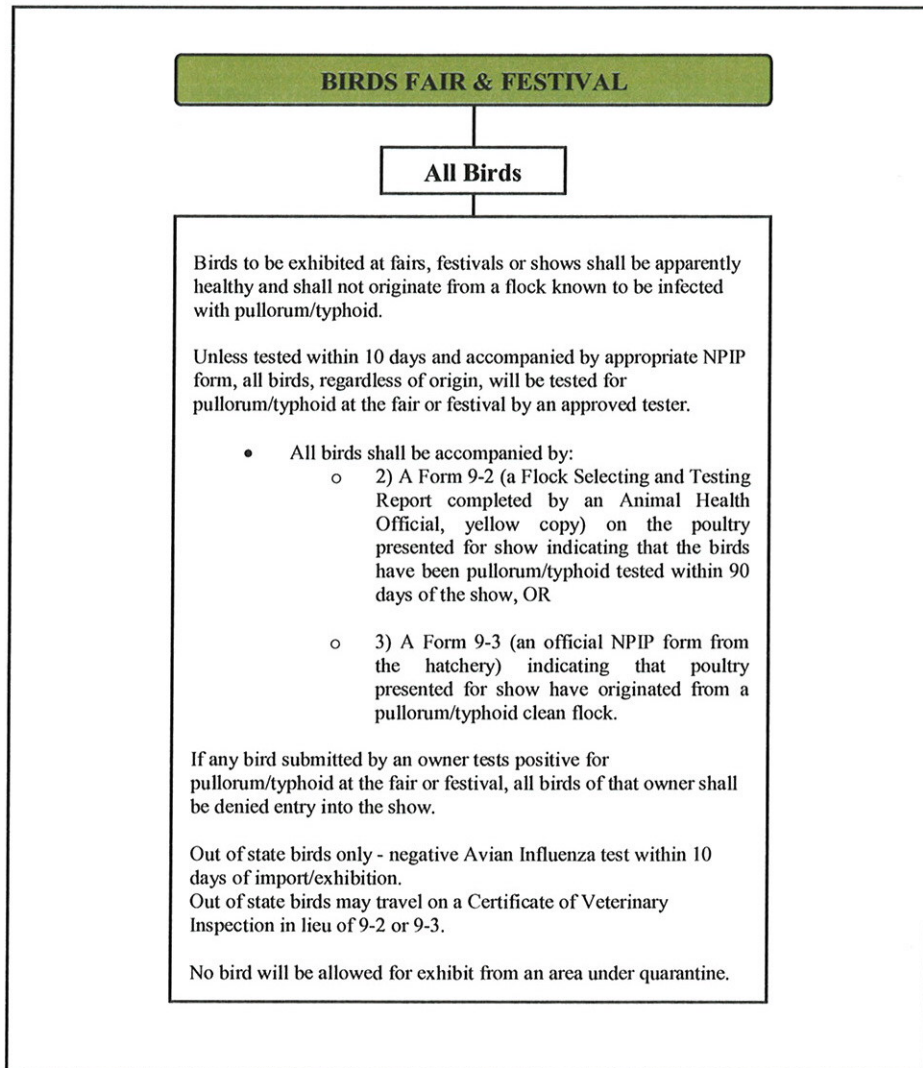 BIRDS FAIR & FESTIVAL
All Birds
Birds to be exhibited at fairs, festivals or shows shall be apparently
healthy and shall not originate from a flock known to be infected
with pullorum/typhoid.
Unless tested within 10 days and accompanied by appropriate NPIP
form, all birds, regardless of origin, will be tested for
pullorum/typhoid at the fair or festival by an approved tester.
• All birds shall be accompanied by:
o 2) A Form 9-2 (a Flock Selecting and Testing
Report completed by an Animal Health
Official, yellow copy) on the poultry
presented for show indicating that the birds
have been pullorum/typhoid tested within 90
days of the show, OR
o 3) A Form 9-3 (an official NPIP form from
the hatchery) indicating that poultry
presented for show have originated from a
pullorum/typhoid clean flock.
If any bird submitted by an owner tests positive for
pullorum/typhoid at the fair or festival, all birds of that owner shall
be denied entry into the show.
Out of state birds only - negative Avian Influenza test within 10
days of import/exhibition.
Out of state birds may travel on a Certificate of Veterinary
Inspection in lieu of 9-2 or 9-3.
No bird will be allowed for exhibit from an area under quarantine.